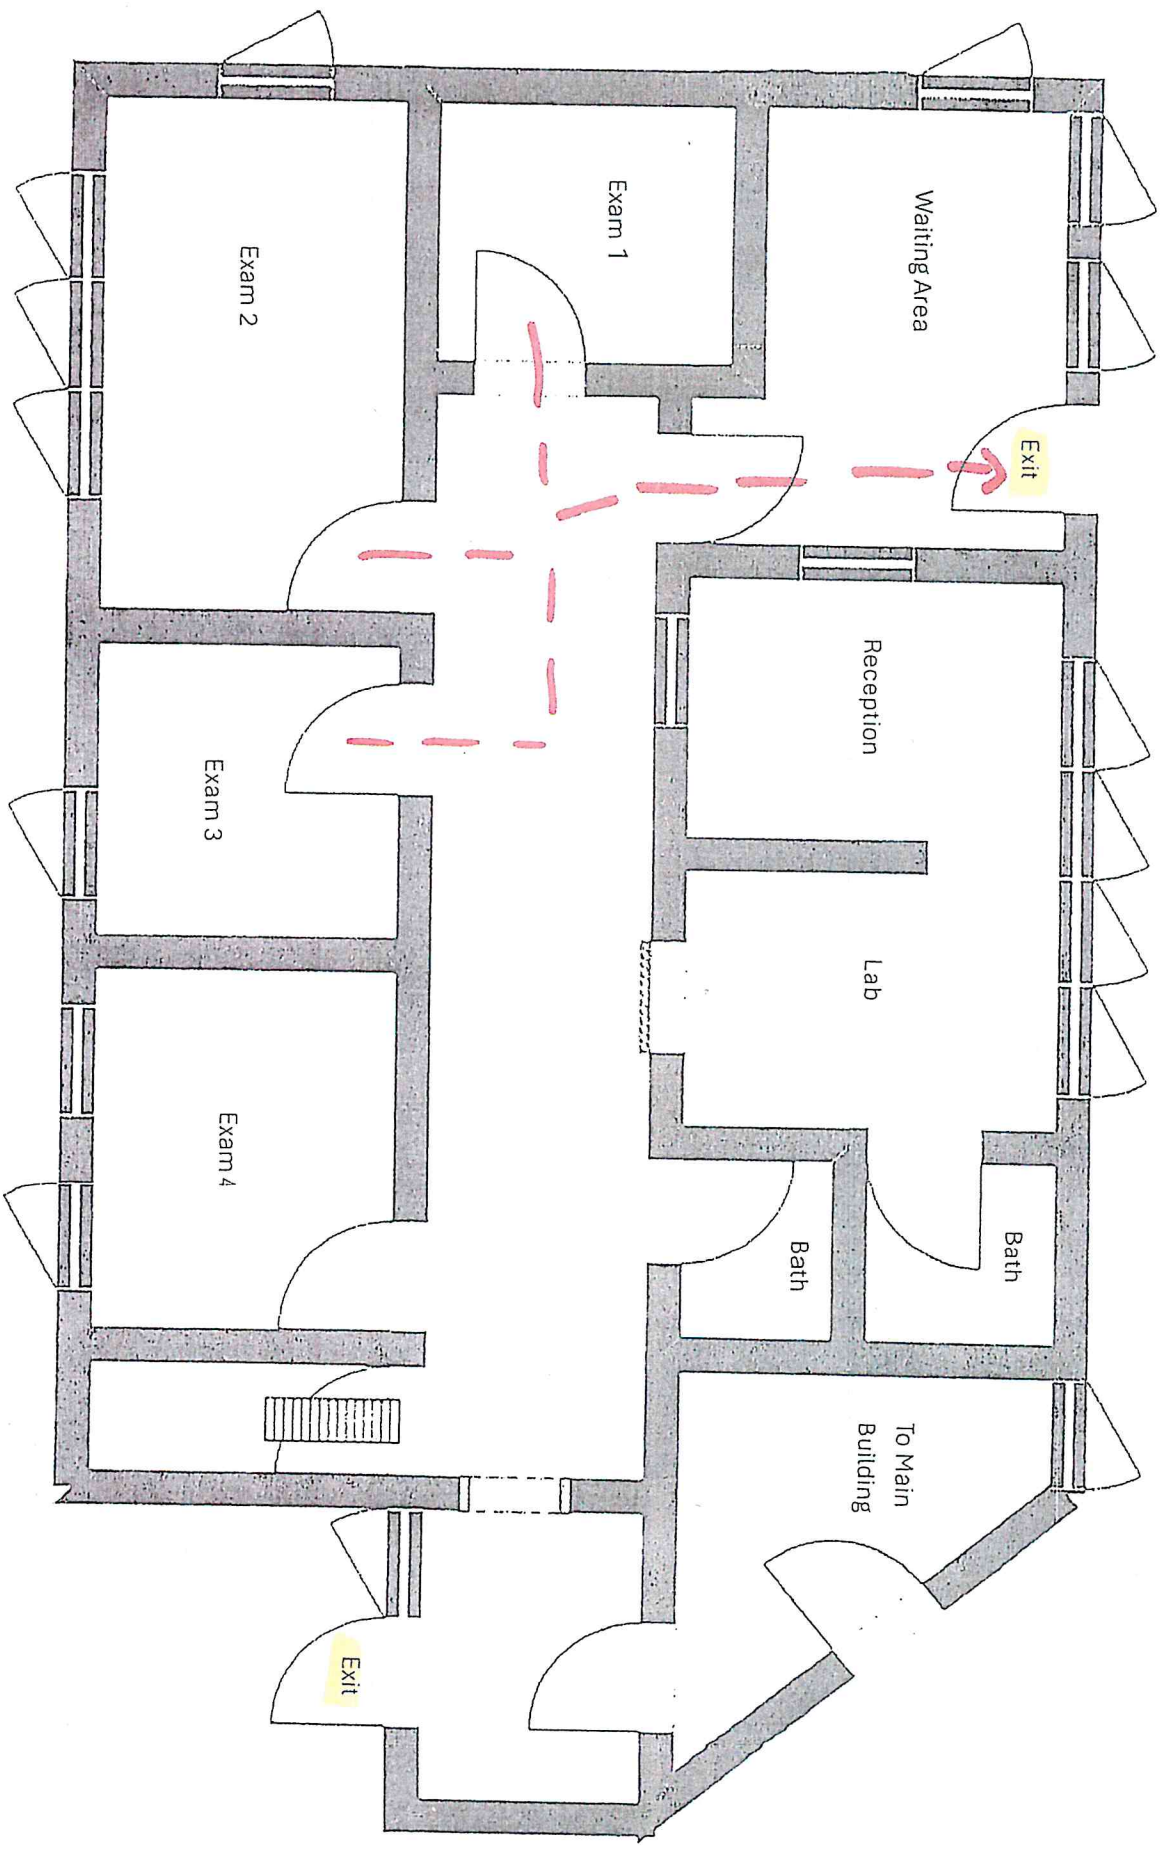 Waiting Area
Exit
Exam 1
Exam 2
Reception
Exam 3
Lab
Exam 4
Bath
Bath
To Main
Building
Exit